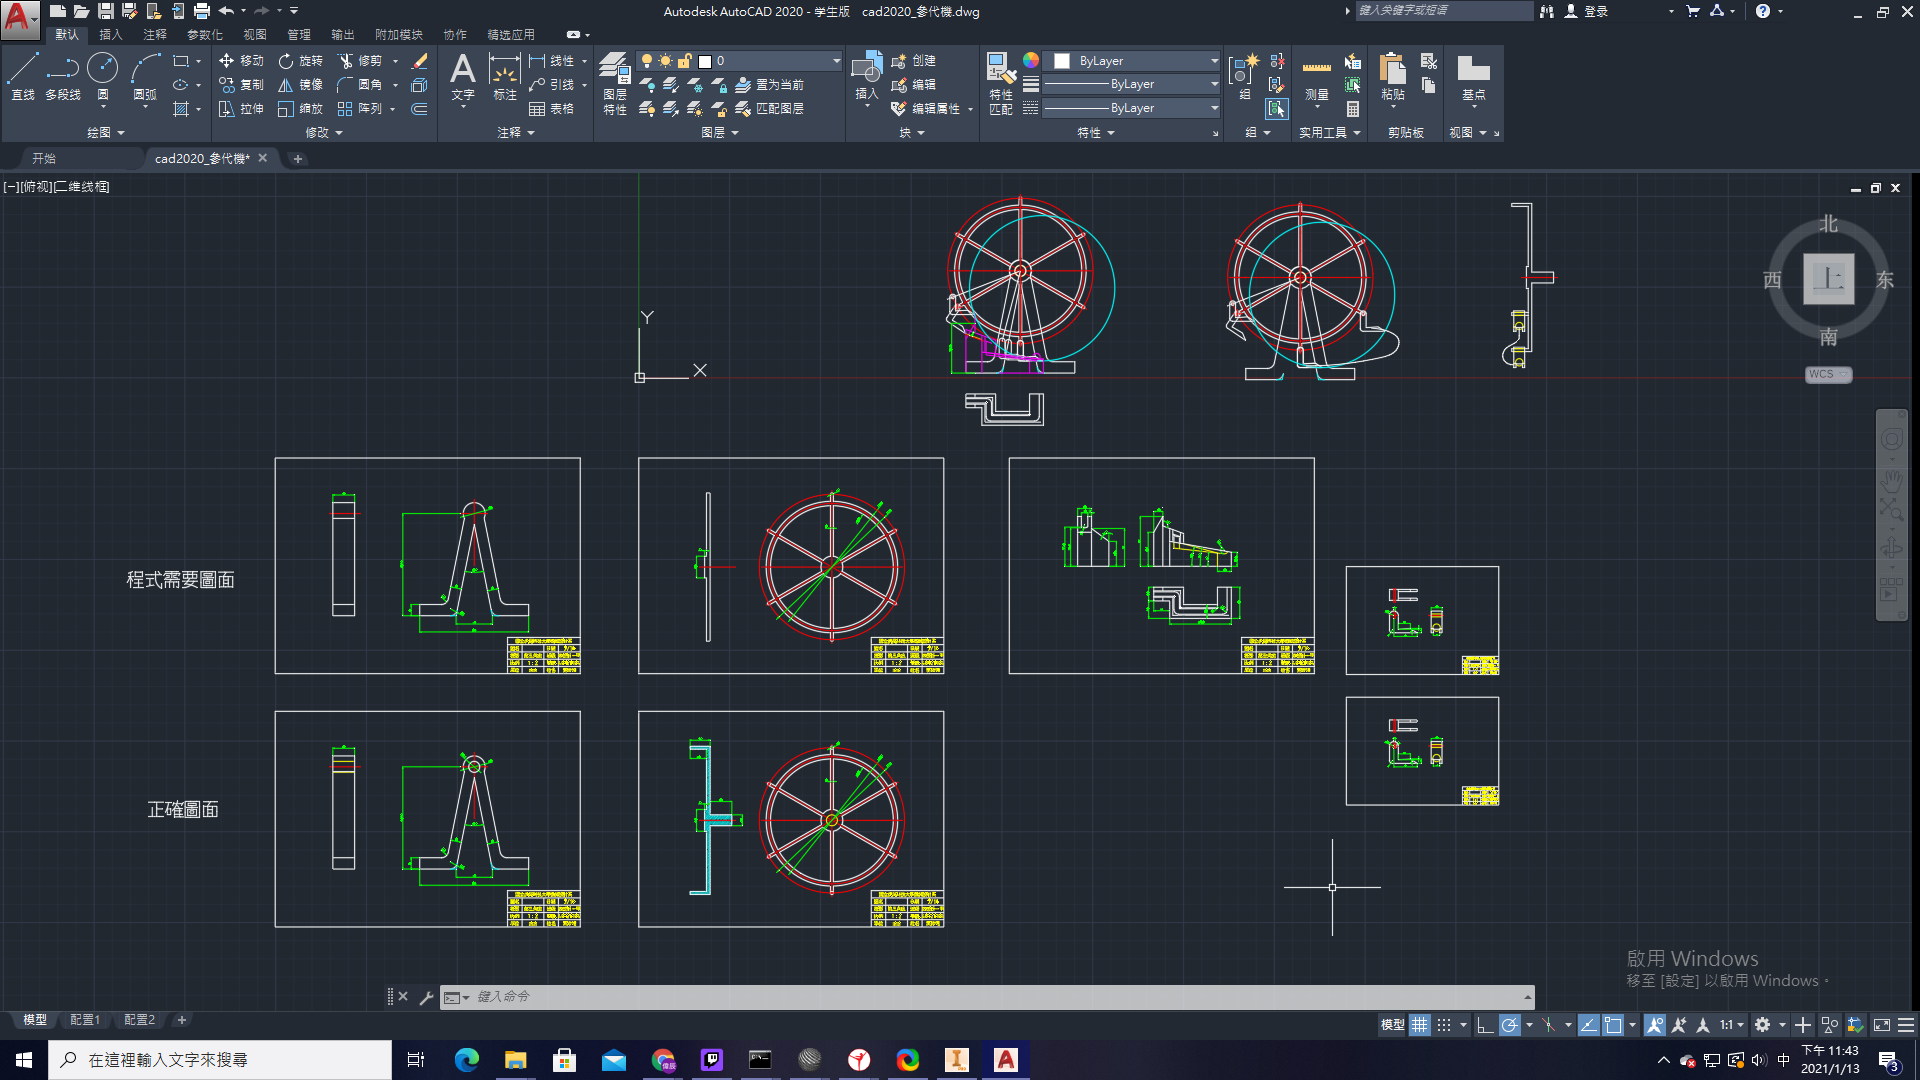 Autodesk AutoCAD 2020 - 学生版 cad2020_參代機.dwg
键入关键字或短语
登录
默认 插入 注释 参数化 视图 管理 输出 附加模块 协作 精选应用
直线
多段线
圆
圆弧
移动 旋转 修剪
复制 镜像 圆角
拉伸 缩放 阵列
文字
标注
线性
引线
表格
图层
特性
0
置为当前
匹配图层
插入
创建
编辑
编辑属性
特性
匹配
ByLayer
ByLayer
ByLayer
组
测量
粘贴
基点
绘图 修改 注释 图层 块 特性 组 实用工具 剪贴板 视图
开始 cad2020_參代機*
[−][俯视][二维线框]
北
西 上 东
南
WCS
Y
X
程式需要圖面
正確圖面
啟用 Windows
移至 [設定] 以啟用 Windows。
键入命令
模型 配置1 配置2
模型 1:1
在這裡輸入文字來搜尋
中
下午 11:43
2021/1/13
3